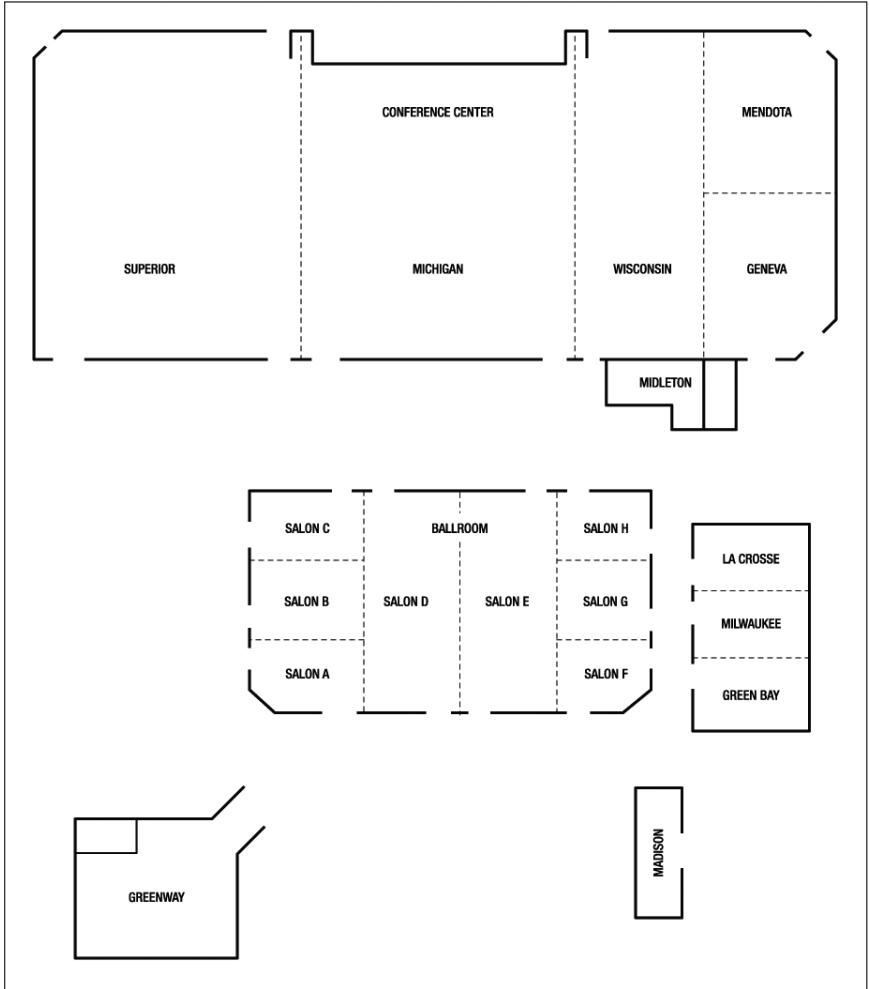 CONFERENCE CENTER
MENDOTA
SUPERIOR
MICHIGAN
WISCONSIN
GENEVA
MIDLETON
SALON C
BALLROOM
SALON H
LA CROSSE
SALON B
SALON D
SALON E
SALON G
MILWAUKEE
SALON A
SALON F
GREEN BAY
MADISON
GREENWAY